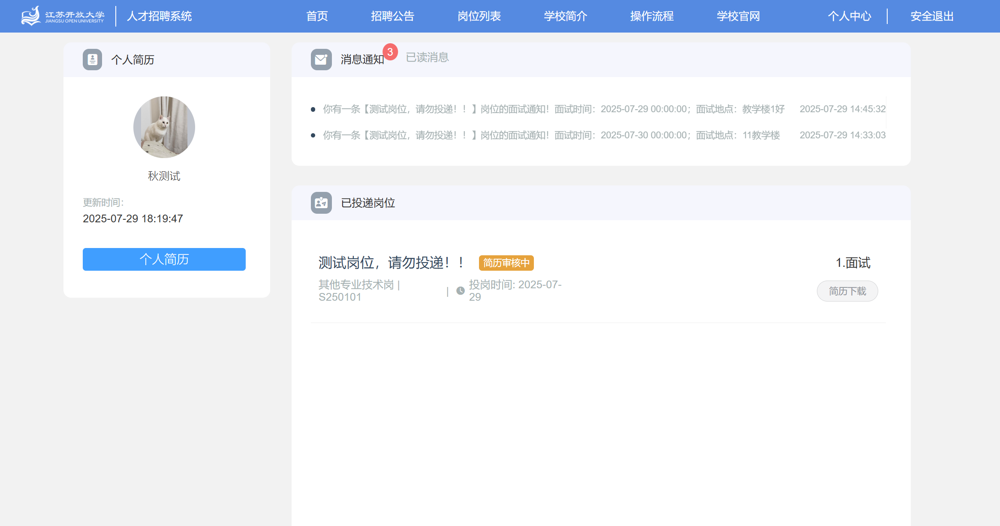 江苏开放大学
JIANGSU OPEN UNIVERSITY
人才招聘系统
首页
招聘公告
岗位列表
学校简介
操作流程
学校官网
个人中心
安全退出
个人简历
秋测试
更新时间：
2025-07-29 18:19:47
个人简历
消息通知
3
已读消息
你有一条【测试岗位，请勿投递！！】岗位的面试通知！面试时间：2025-07-29 00:00:00；面试地点：教学楼1好
2025-07-29 14:45:32
你有一条【测试岗位，请勿投递！！】岗位的面试通知！面试时间：2025-07-30 00:00:00；面试地点：11教学楼
2025-07-29 14:33:03
已投递岗位
测试岗位，请勿投递！！
简历审核中
1.面试
其他专业技术岗 |
S250101
|
投岗时间: 2025-07-
29
简历下载